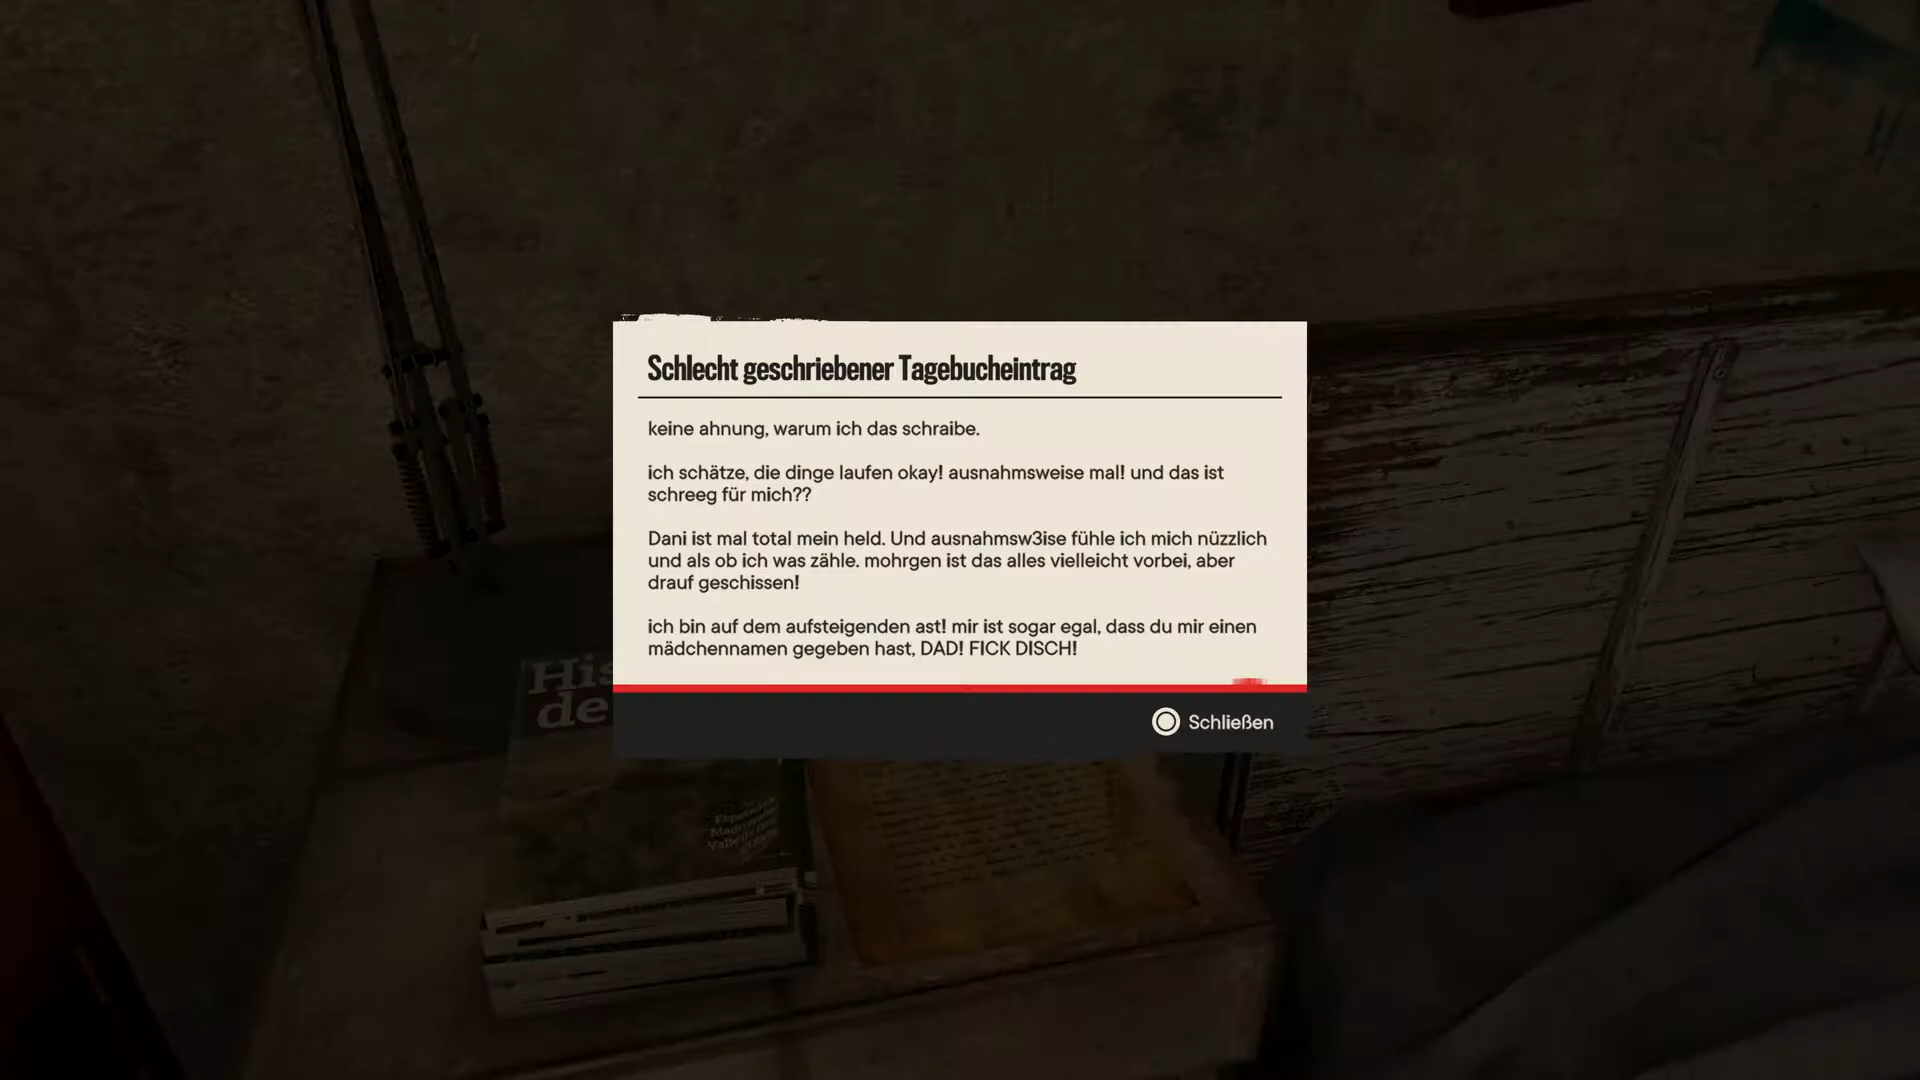 Schlecht geschriebener Tagebucheintrag
keine ahnung, warum ich das schraibe.
ich schätze, die dinge laufen okay! ausnahmsweise mal! und das ist
schreeg für mich??
Dani ist mal total mein held. Und ausnahmsw3ise fühle ich mich nüzzlich
und als ob ich was zähle. mohrgen ist das alles vielleicht vorbei, aber
drauf geschissen!
ich bin auf dem aufsteigenden ast! mir ist sogar egal, dass du mir einen
mädchennamen gegeben hast, DAD! FICK DISCH!
His
de
Schließen